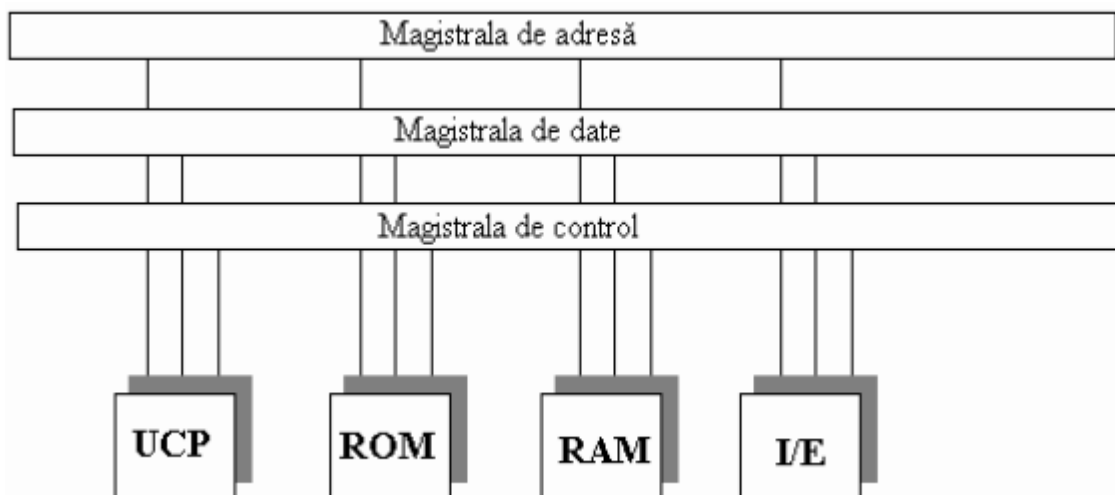 Magistrala de adresă
Magistrala de date
Magistrala de control
UCP ROM RAM I/E